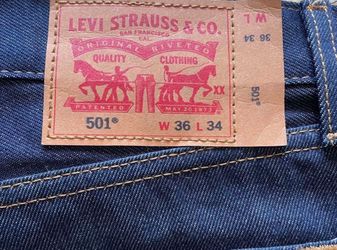 LEVI STRAUSS & CO.
SAN FRANCISCO
CAL.
ORIGINAL RIVETED
QUALITY CLOTHING
XX
PATENTED MAY 20 1873
501® W 36 L 34
W L
36 34
501®